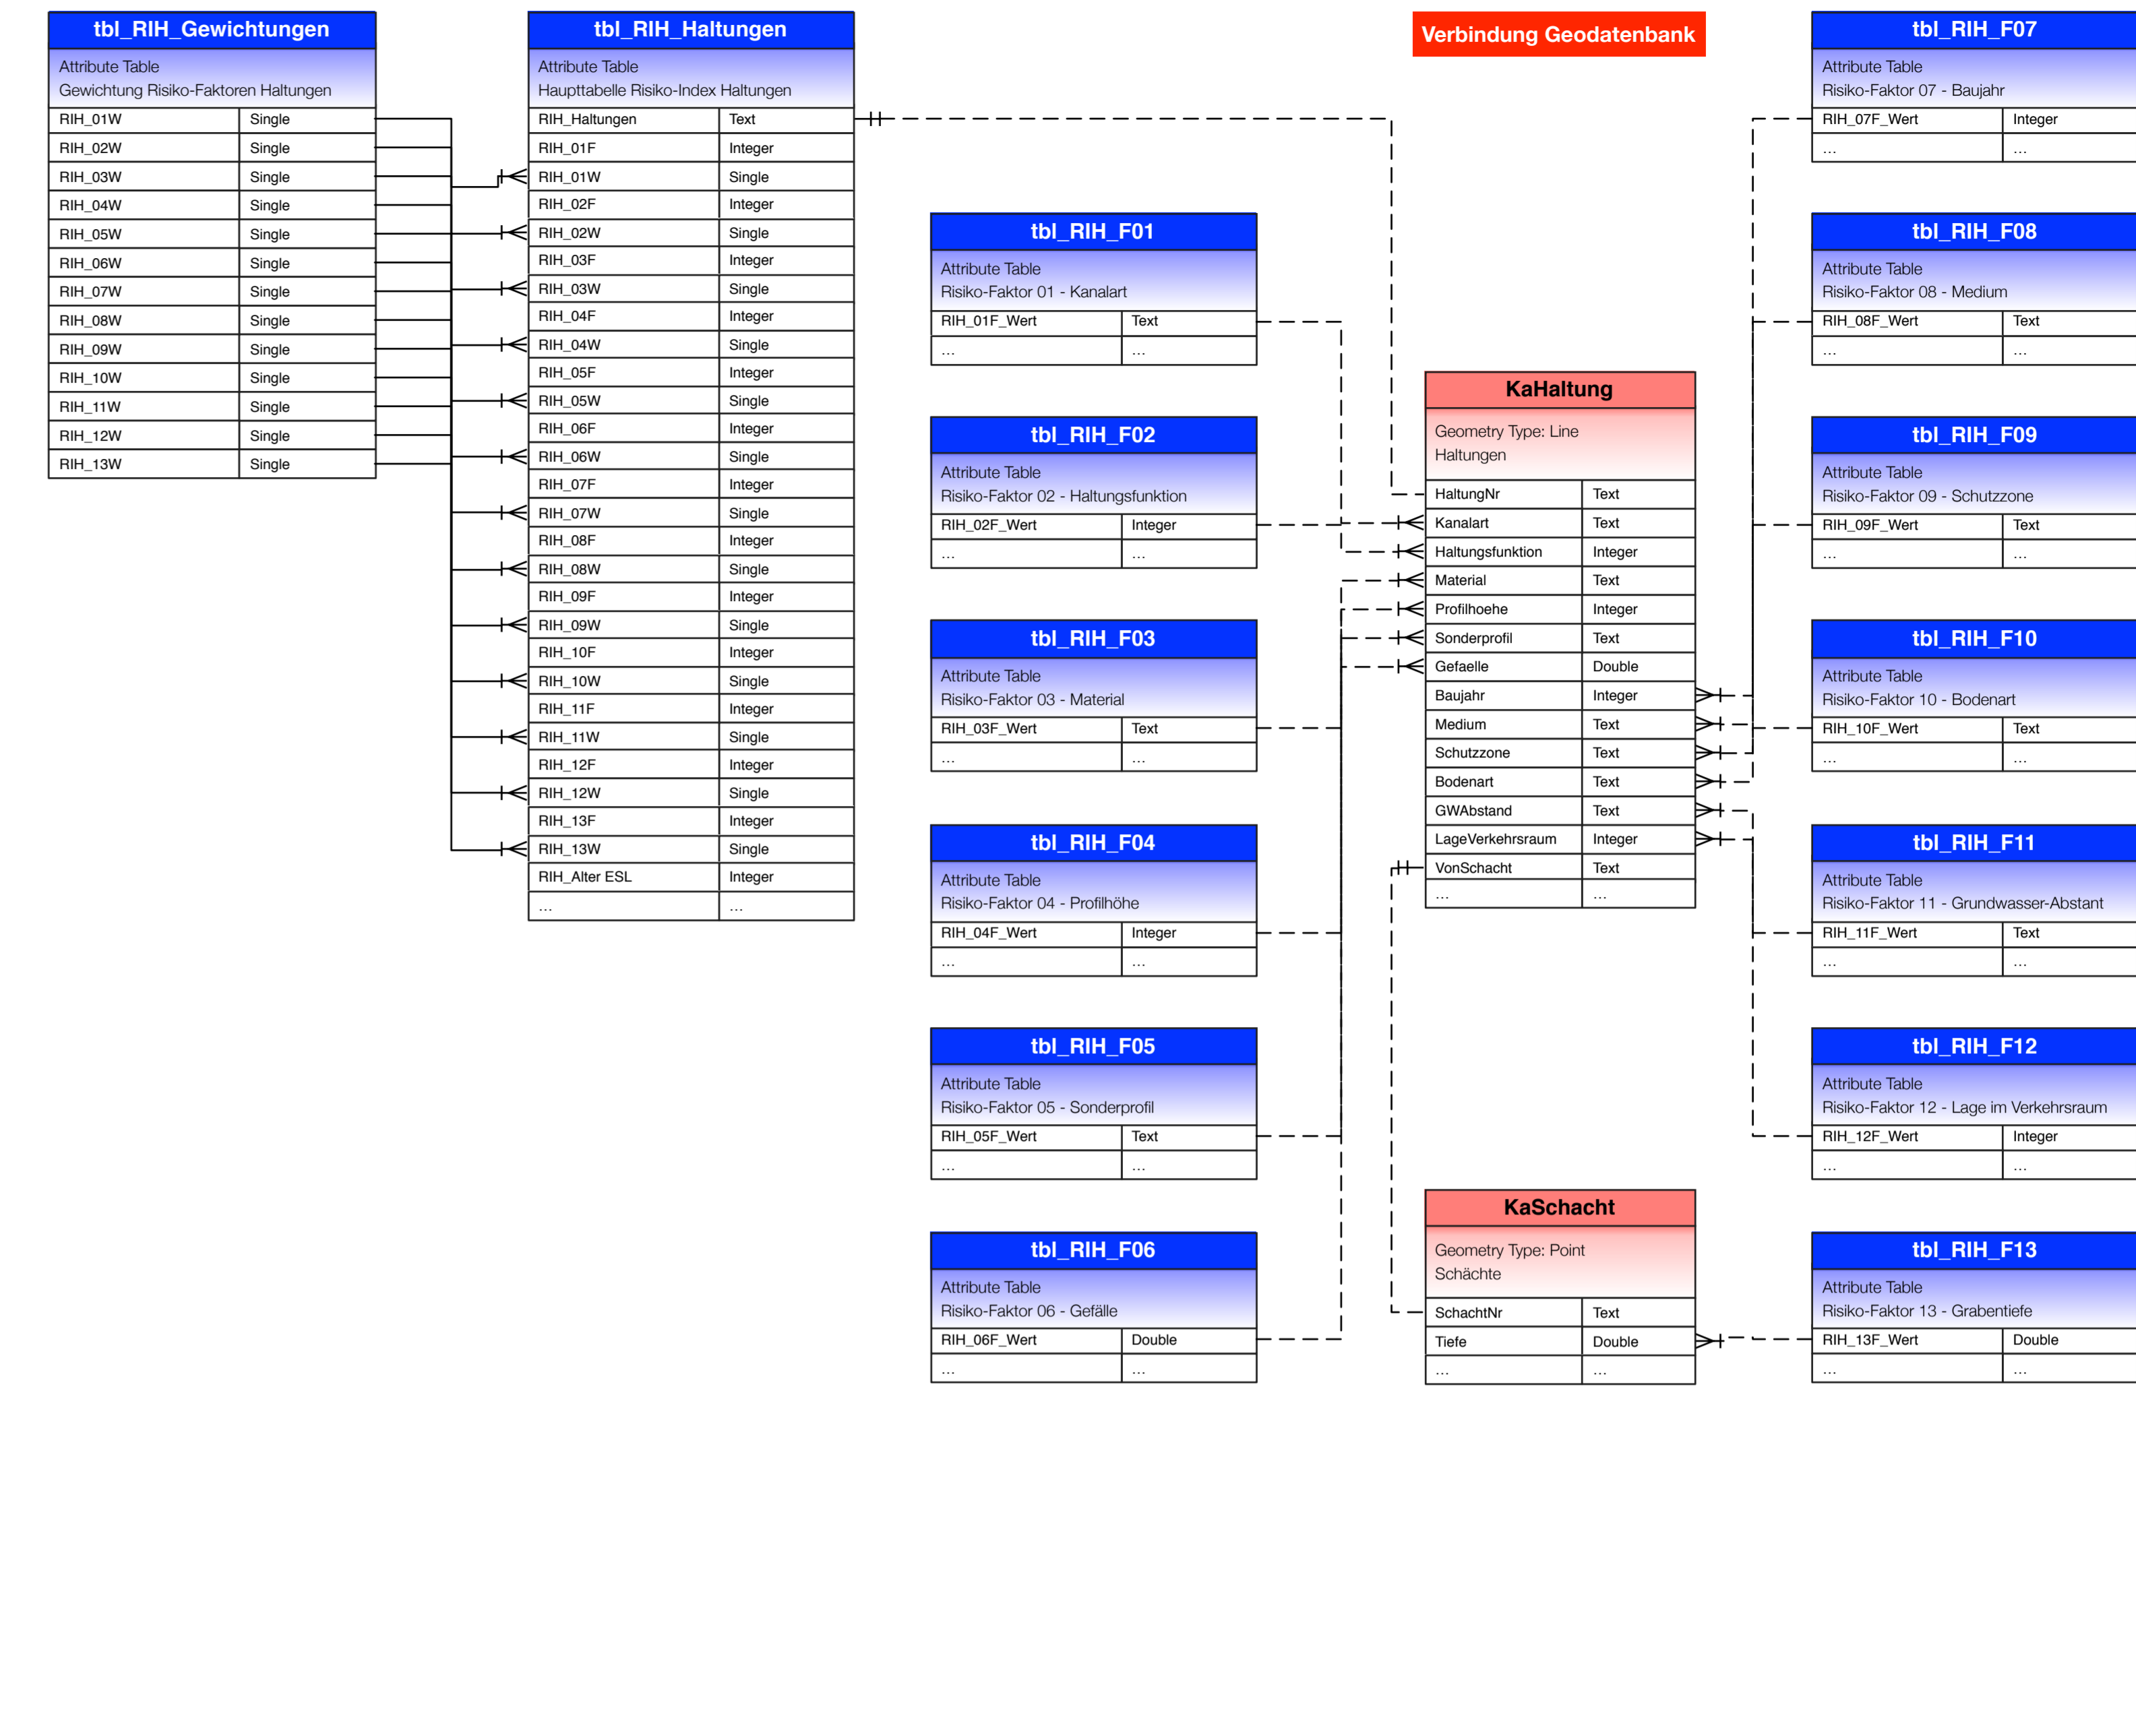 tbl_RIH_Gewichtungen
Attribute Table
Gewichtung Risiko-Faktoren Haltungen
RIH_01W Single
RIH_02W Single
RIH_03W Single
RIH_04W Single
RIH_05W Single
RIH_06W Single
RIH_07W Single
RIH_08W Single
RIH_09W Single
RIH_10W Single
RIH_11W Single
RIH_12W Single
RIH_13W Single
tbl_RIH_Haltungen
Attribute Table
Haupttabelle Risiko-Index Haltungen
RIH_Haltungen Text
RIH_01F Integer
RIH_01W Single
RIH_02F Integer
RIH_02W Single
RIH_03F Integer
RIH_03W Single
RIH_04F Integer
RIH_04W Single
RIH_05F Integer
RIH_05W Single
RIH_06F Integer
RIH_06W Single
RIH_07F Integer
RIH_07W Single
RIH_08F Integer
RIH_08W Single
RIH_09F Integer
RIH_09W Single
RIH_10F Integer
RIH_10W Single
RIH_11F Integer
RIH_11W Single
RIH_12F Integer
RIH_12W Single
RIH_13F Integer
RIH_13W Single
RIH_Alter ESL Integer
... ...
tbl_RIH_F01
Attribute Table
Risiko-Faktor 01 - Kanalart
RIH_01F_Wert Text
... ...
tbl_RIH_F02
Attribute Table
Risiko-Faktor 02 - Haltungsfunktion
RIH_02F_Wert Integer
... ...
tbl_RIH_F03
Attribute Table
Risiko-Faktor 03 - Material
RIH_03F_Wert Text
... ...
tbl_RIH_F04
Attribute Table
Risiko-Faktor 04 - Profilhöhe
RIH_04F_Wert Integer
... ...
tbl_RIH_F05
Attribute Table
Risiko-Faktor 05 - Sonderprofil
RIH_05F_Wert Text
... ...
tbl_RIH_F06
Attribute Table
Risiko-Faktor 06 - Gefälle
RIH_06F_Wert Double
... ...
Verbindung Geodatenbank
KaHaltung
Geometry Type: Line
Haltungen
HaltungNr Text
Kanalart Text
Haltungsfunktion Integer
Material Text
Profilhoehe Integer
Sonderprofil Text
Gefaelle Double
Baujahr Integer
Medium Text
Schutzzone Text
Bodenart Text
GWAbstand Text
LageVerkehrsraum Integer
VonSchacht Text
... ...
KaSchacht
Geometry Type: Point
Schächte
SchachtNr Text
Tiefe Double
... ...
tbl_RIH_F07
Attribute Table
Risiko-Faktor 07 - Baujahr
RIH_07F_Wert Integer
... ...
tbl_RIH_F08
Attribute Table
Risiko-Faktor 08 - Medium
RIH_08F_Wert Text
... ...
tbl_RIH_F09
Attribute Table
Risiko-Faktor 09 - Schutzzone
RIH_09F_Wert Text
... ...
tbl_RIH_F10
Attribute Table
Risiko-Faktor 10 - Bodenart
RIH_10F_Wert Text
... ...
tbl_RIH_F11
Attribute Table
Risiko-Faktor 11 - Grundwasser-Abstant
RIH_11F_Wert Text
... ...
tbl_RIH_F12
Attribute Table
Risiko-Faktor 12 - Lage im Verkehrsraum
RIH_12F_Wert Integer
... ...
tbl_RIH_F13
Attribute Table
Risiko-Faktor 13 - Grabentiefe
RIH_13F_Wert Double
... ...